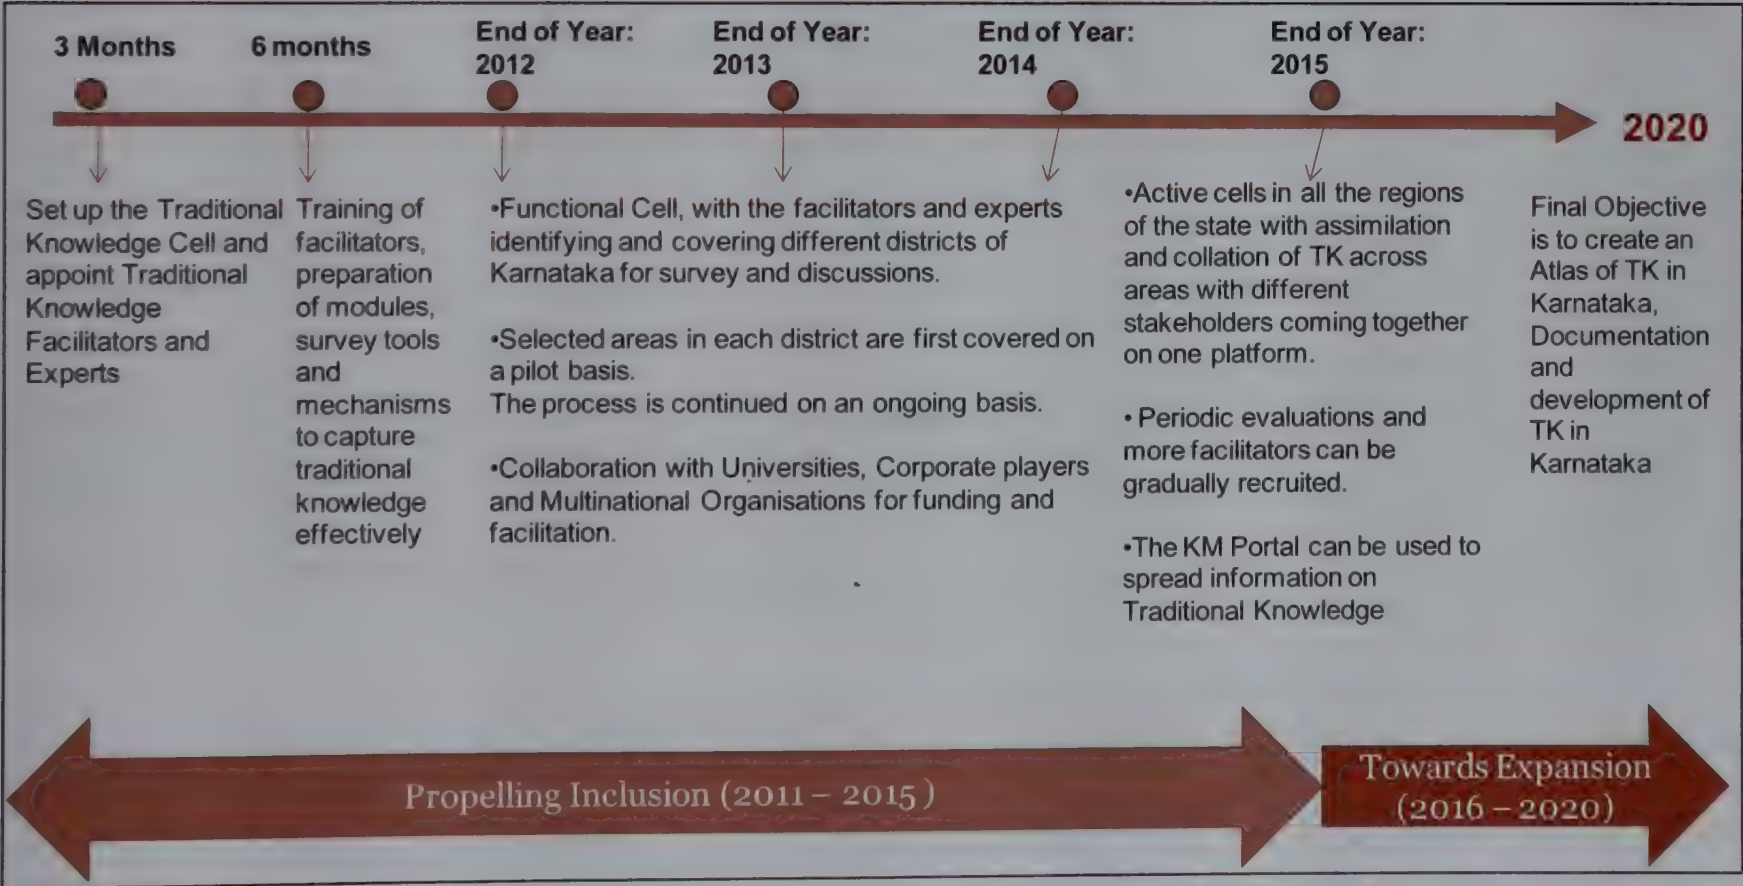 3 Months
6 months
End of Year:
2012
End of Year:
2013
End of Year:
2014
End of Year:
2015
2020
Set up the Traditional
Knowledge Cell and
appoint Traditional
Knowledge
Facilitators and
Experts
Training of
facilitators,
preparation
of modules,
survey tools
and
mechanisms
to capture
traditional
knowledge
effectively
•Functional Cell, with the facilitators and experts
identifying and covering different districts of
Karnataka for survey and discussions.
•Selected areas in each district are first covered on
a pilot basis.
The process is continued on an ongoing basis.
•Collaboration with Universities, Corporate players
and Multinational Organisations for funding and
facilitation.
•Active cells in all the regions
of the state with assimilation
and collation of TK across
areas with different
stakeholders coming together
on one platform.
• Periodic evaluations and
more facilitators can be
gradually recruited.
•The KM Portal can be used to
spread information on
Traditional Knowledge
Final Objective
is to create an
Atlas of TK in
Karnataka,
Documentation
and
development of
TK in
Karnataka
Propelling Inclusion (2011 – 2015)
Towards Expansion
(2016 – 2020)